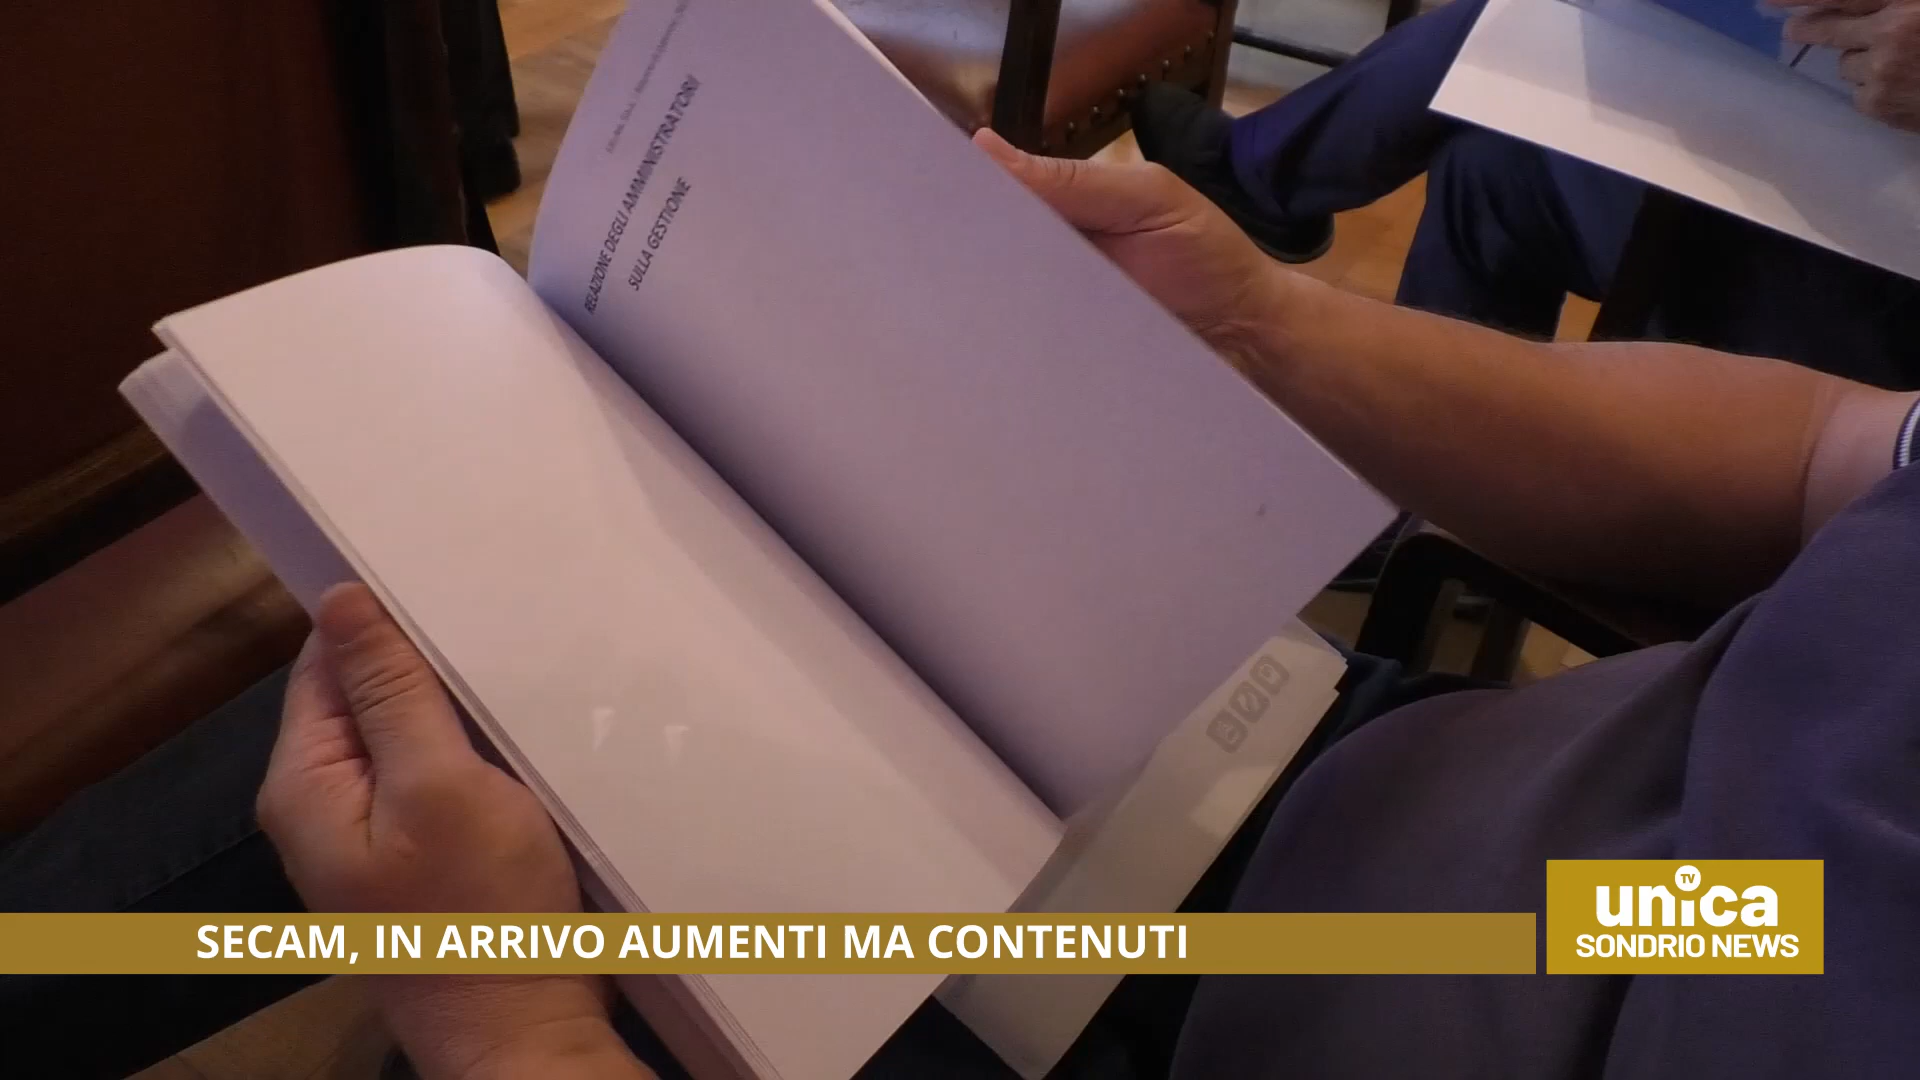 RELAZIONE DEGLI AMMINISTRATORI
SULLA GESTIONE
SECAM, IN ARRIVO AUMENTI MA CONTENUTI
unica TV
SONDRIO NEWS